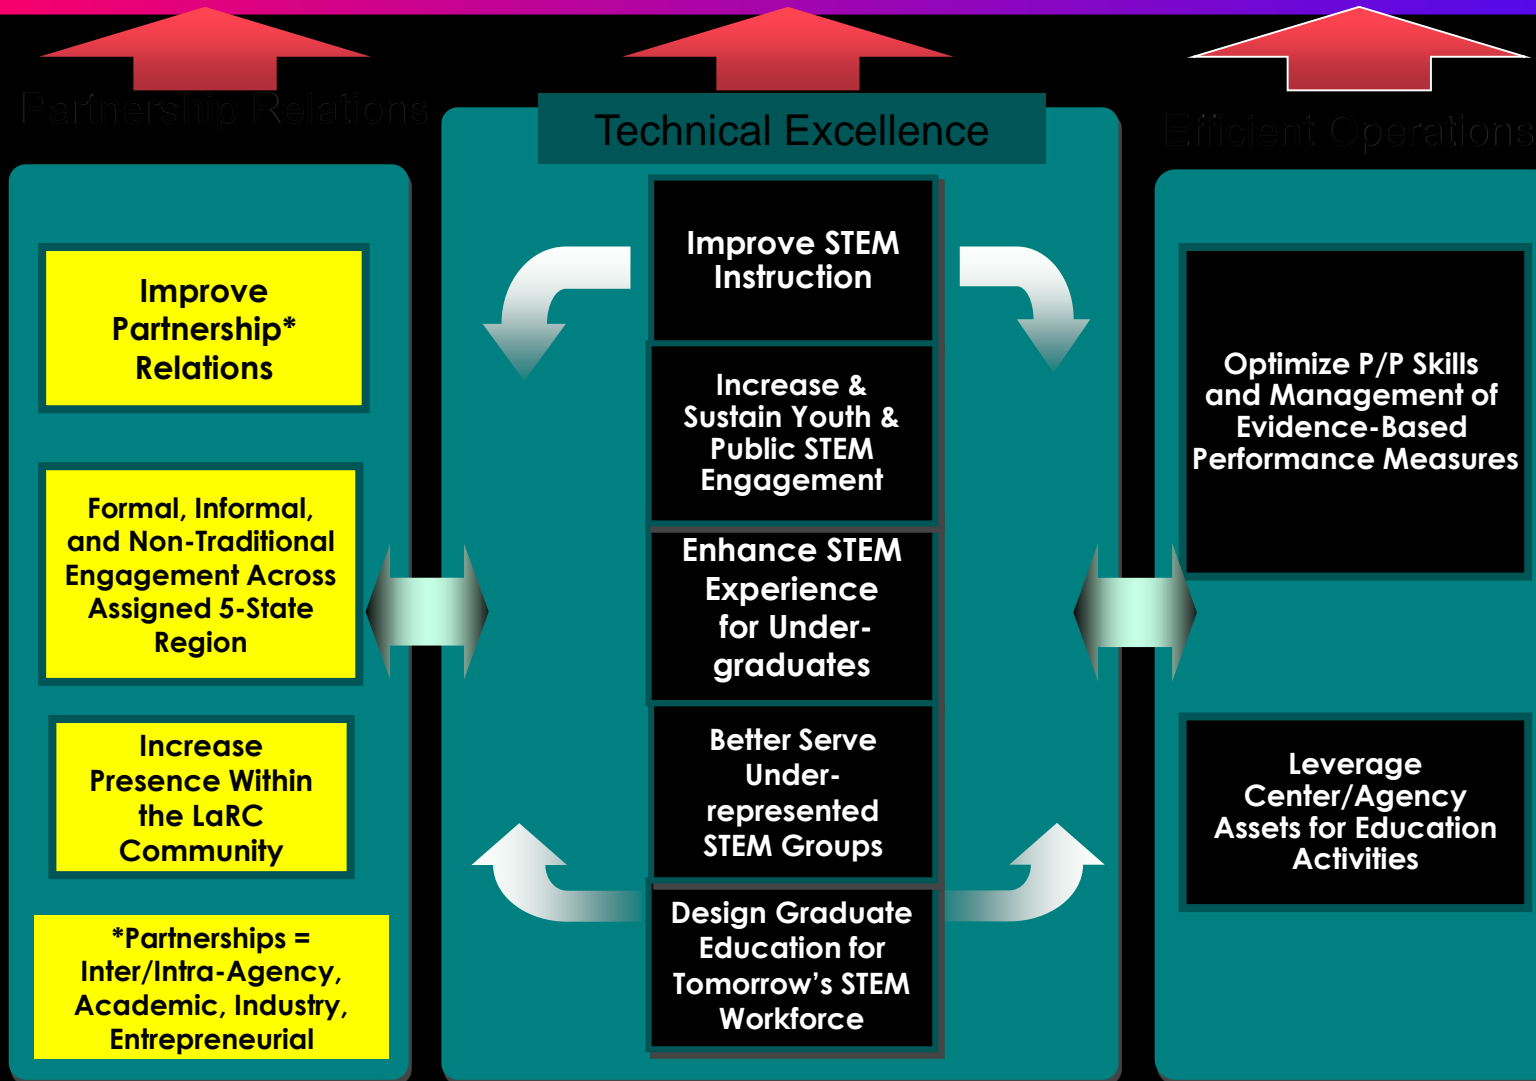 Partnership Relations
Improve
Partnership*
Relations
Formal, Informal,
and Non-Traditional
Engagement Across
Assigned 5-State
Region
Increase
Presence Within
the LaRC
Community
*Partnerships =
Inter/Intra-Agency,
Academic, Industry,
Entrepreneurial
Technical Excellence
Improve STEM
Instruction
Increase &
Sustain Youth &
Public STEM
Engagement
Enhance STEM
Experience
for Under-
graduates
Better Serve
Under-
represented
STEM Groups
Design Graduate
Education for
Tomorrow’s STEM
Workforce
Efficient Operations
Optimize P/P Skills
and Management of
Evidence-Based
Performance Measures
Leverage
Center/Agency
Assets for Education
Activities